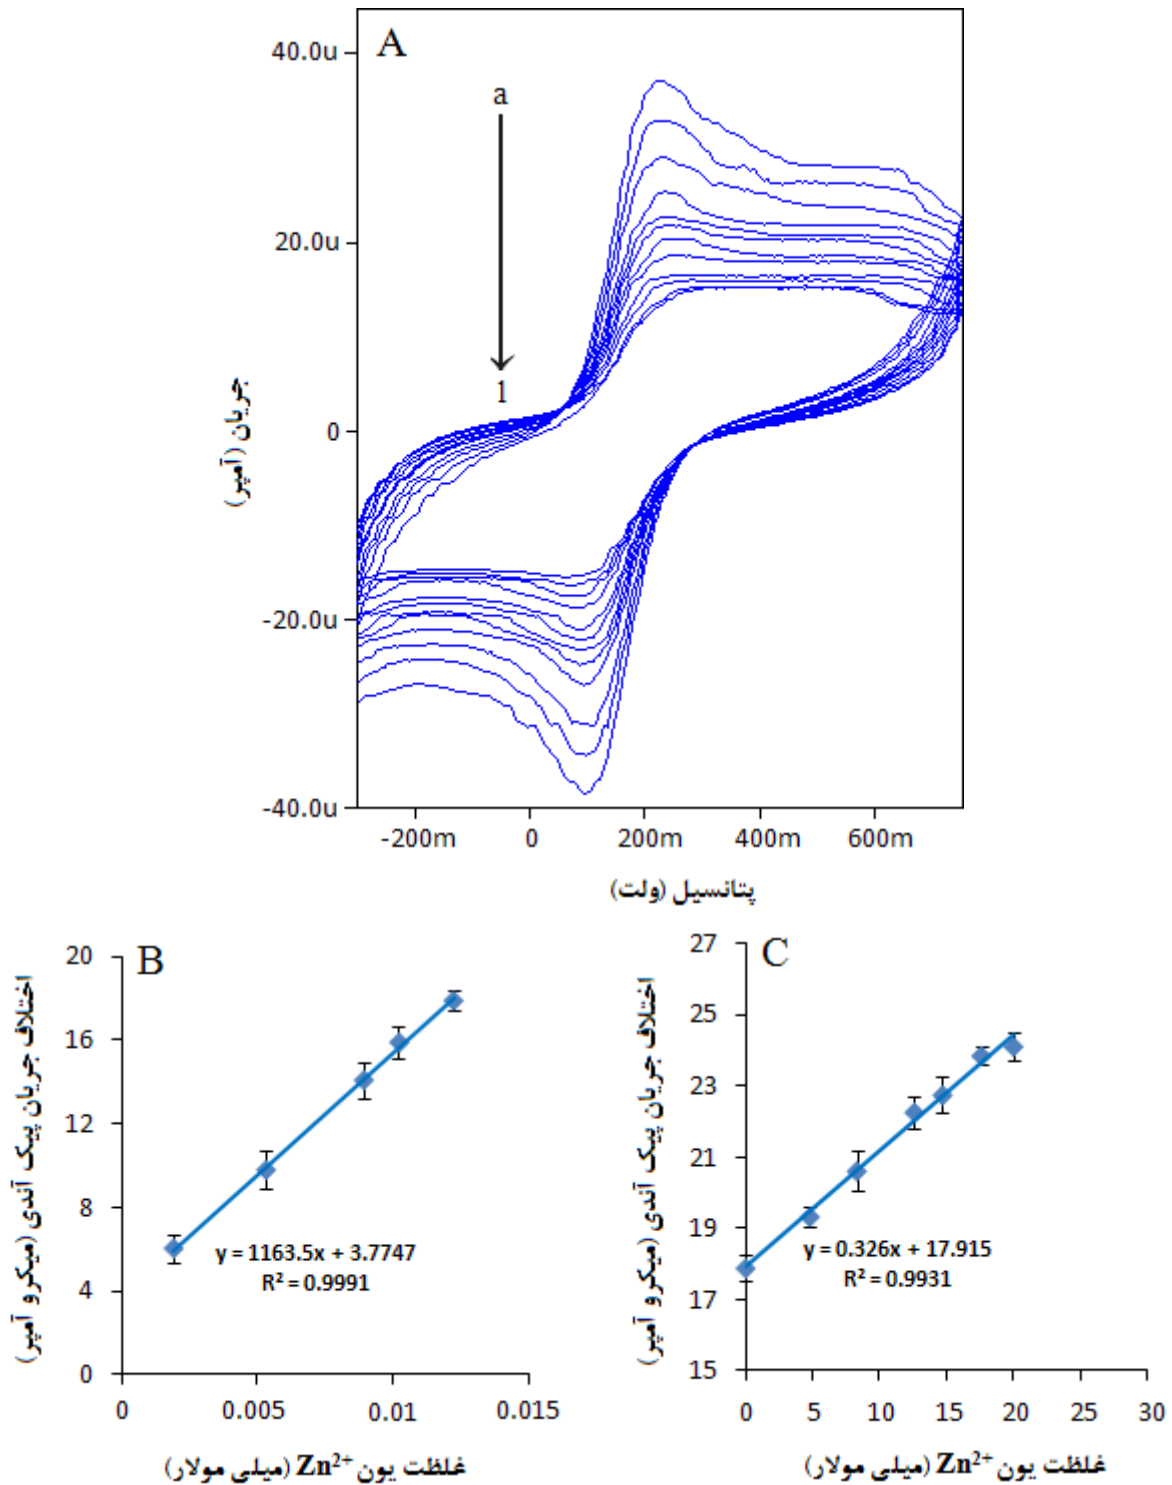 A
40.0u
a
20.0u
0
-20.0u
-40.0u
l
جریان (آمپر)
-200m 0 200m 400m 600m
پتانسیل (ولت)
B
20
16
12
8
4
0
y = 1163.5x + 3.7747
R² = 0.9991
0 0.005 0.01 0.015
اختلاف جریان پیک آندی (میکرو آمپر)
غلظت یون Zn²⁺ (میلی مولار)
C
27
25
23
21
19
17
15
y = 0.326x + 17.915
R² = 0.9931
0 5 10 15 20 25 30
اختلاف جریان پیک آندی (میکرو آمپر)
غلظت یون Zn²⁺ (میلی مولار)